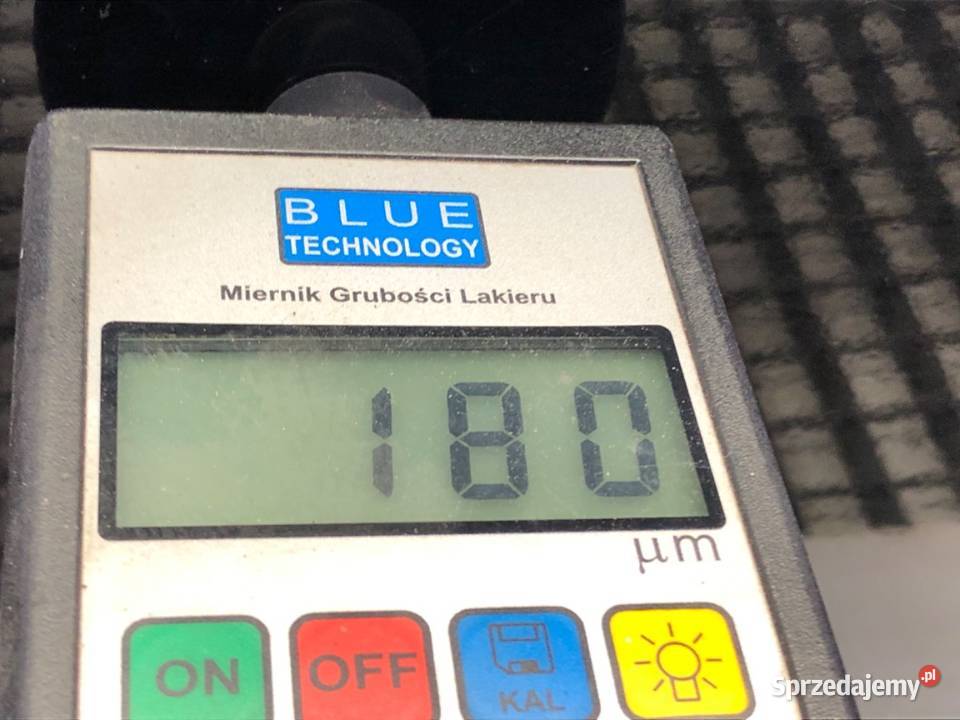 BLUE
TECHNOLOGY
Miernik Grubości Lakieru
180
µm
ON OFF KAL
Sprzedajemy.pl